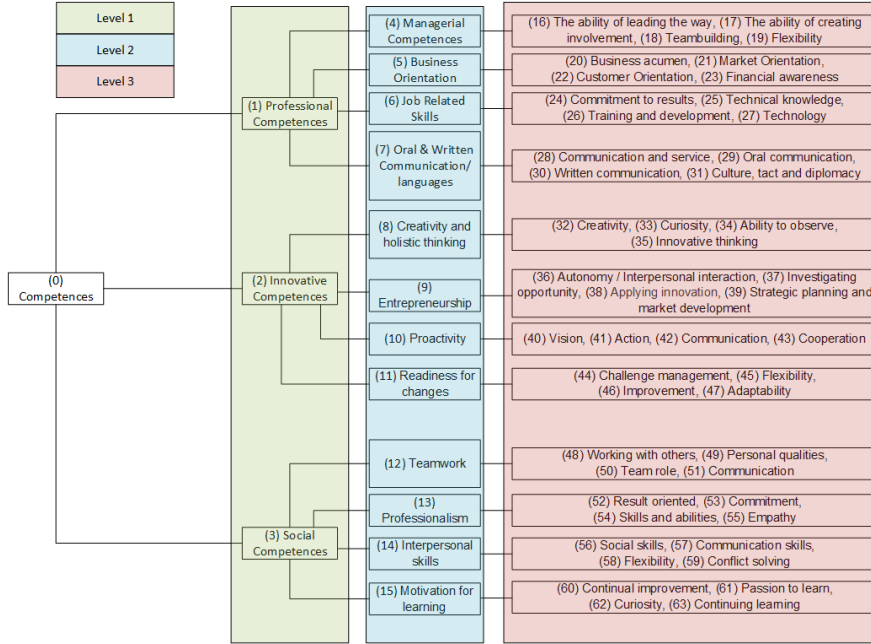 Level 1
Level 2
Level 3
(0)
Competences
(1) Professional
Competences
(2) Innovative
Competences
(3) Social
Competences
(4) Managerial
Competences
(5) Business
Orientation
(6) Job Related
Skills
(7) Oral & Written
Communication/
languages
(8) Creativity and
holistic thinking
(9)
Entrepreneurship
(10) Proactivity
(11) Readiness for
changes
(12) Teamwork
(13)
Professionalism
(14) Interpersonal
skills
(15) Motivation for
learning
(16) The ability of leading the way, (17) The ability of creating
involvement, (18) Teambuilding, (19) Flexibility
(20) Business acumen, (21) Market Orientation,
(22) Customer Orientation, (23) Financial awareness
(24) Commitment to results, (25) Technical knowledge,
(26) Training and development, (27) Technology
(28) Communication and service, (29) Oral communication,
(30) Written communication, (31) Culture, tact and diplomacy
(32) Creativity, (33) Curiosity, (34) Ability to observe,
(35) Innovative thinking
(36) Autonomy / Interpersonal interaction, (37) Investigating
opportunity, (38) Applying innovation, (39) Strategic planning and
market development
(40) Vision, (41) Action, (42) Communication, (43) Cooperation
(44) Challenge management, (45) Flexibility,
(46) Improvement, (47) Adaptability
(48) Working with others, (49) Personal qualities,
(50) Team role, (51) Communication
(52) Result oriented, (53) Commitment,
(54) Skills and abilities, (55) Empathy
(56) Social skills, (57) Communication skills,
(58) Flexibility, (59) Conflict solving
(60) Continual improvement, (61) Passion to learn,
(62) Curiosity, (63) Continuing learning